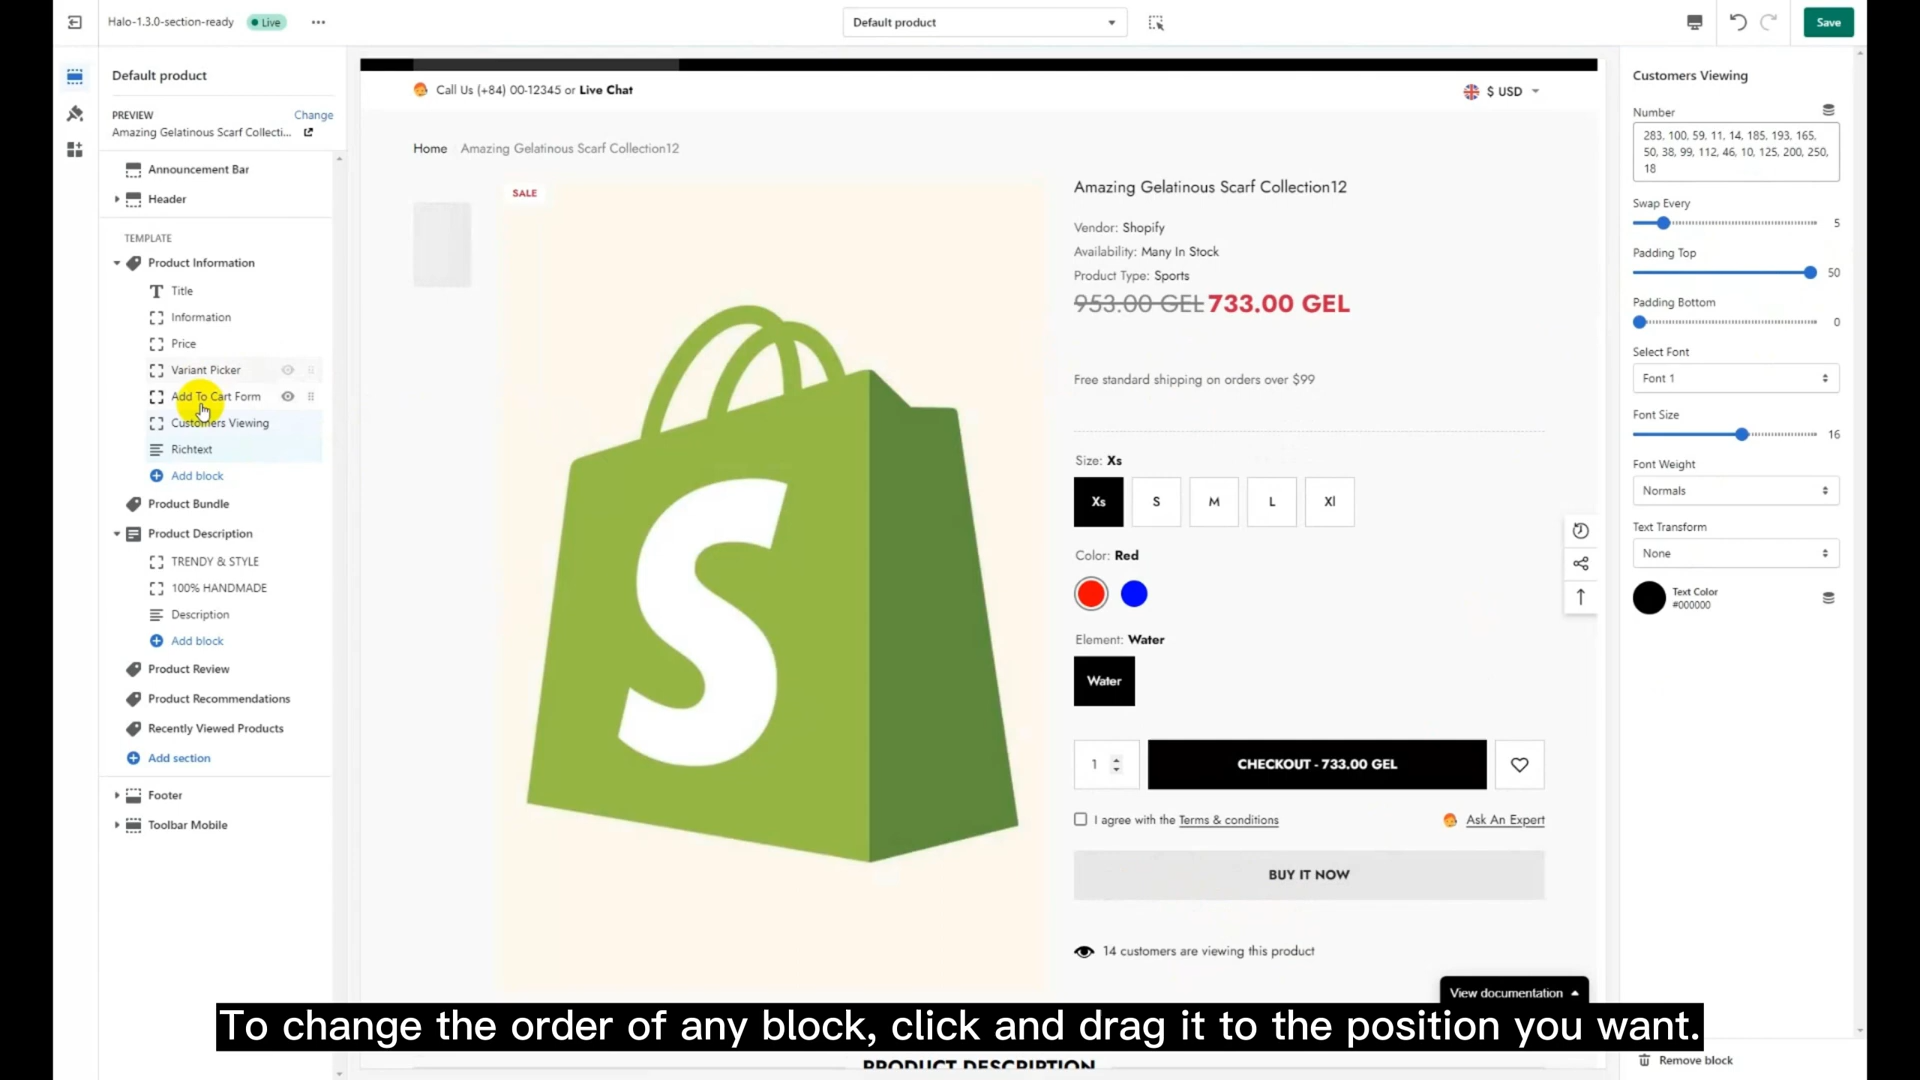 Halo-1.3.0-section-ready
Live
Default product
Save
Default product
PREVIEW
Change
Amazing Gelatinous Scarf Collecti...
Announcement Bar
Header
TEMPLATE
Product Information
Title
Information
Price
Variant Picker
Add To Cart Form
Customers Viewing
Richtext
Add block
Product Bundle
Product Description
TRENDY & STYLE
100% HANDMADE
Description
Add block
Product Review
Product Recommendations
Recently Viewed Products
Add section
Footer
Toolbar Mobile
Call Us (+84) 00-12345 or Live Chat
$ USD
Home Amazing Gelatinous Scarf Collection12
SALE
Amazing Gelatinous Scarf Collection12
Vendor: Shopify
Availability: Many In Stock
Product Type: Sports
953.00 GEL 733.00 GEL
Free standard shipping on orders over $99
Size: Xs
Xs S M L Xl
Color: Red
Element: Water
Water
1
CHECKOUT - 733.00 GEL
I agree with the Terms & conditions
Ask An Expert
BUY IT NOW
14 customers are viewing this product
View documentation
PRODUCT DESCRIPTION
Customers Viewing
Number
283, 100, 59, 11, 14, 185, 193, 165,
50, 38, 99, 112, 46, 10, 125, 200, 250,
18
Swap Every
5
Padding Top
50
Padding Bottom
0
Select Font
Font 1
Font Size
16
Font Weight
Normals
Text Transform
None
Text Color
#000000
Remove block
To change the order of any block, click and drag it to the position you want.